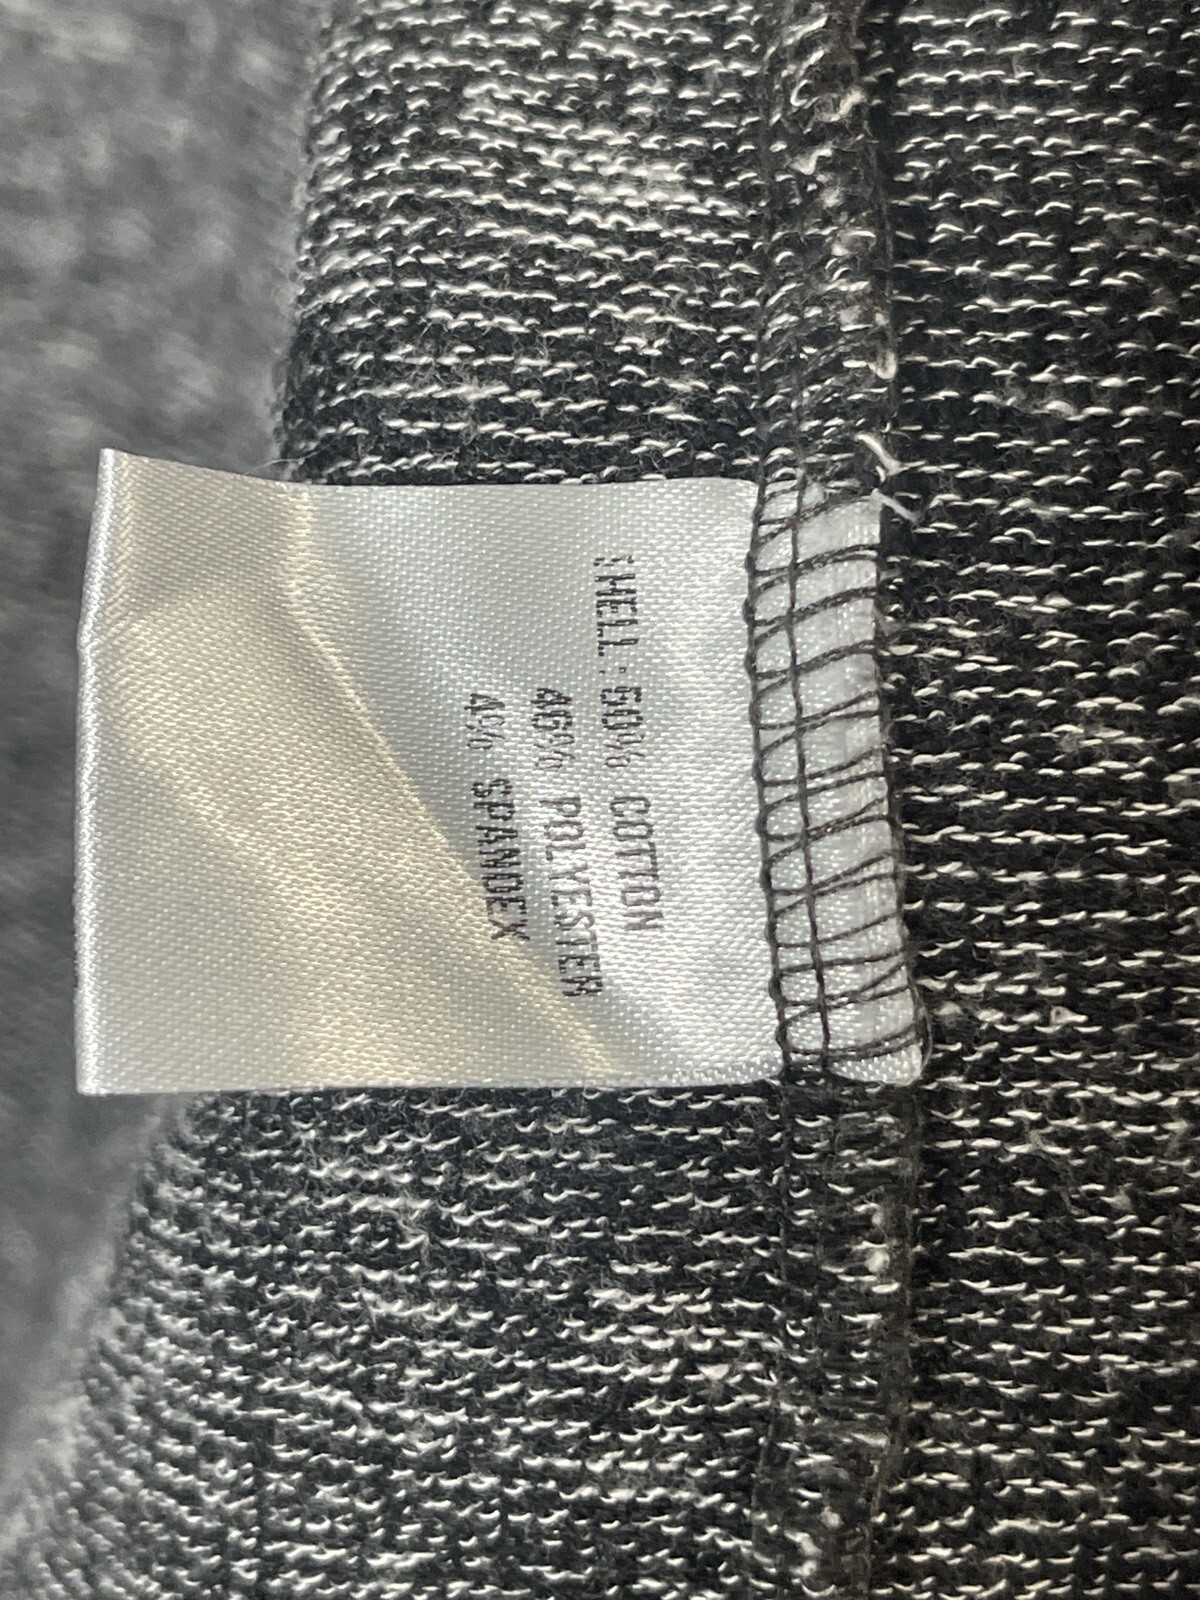 SHELL:50% COTTON
46% POLYESTER
4% SPANDEX